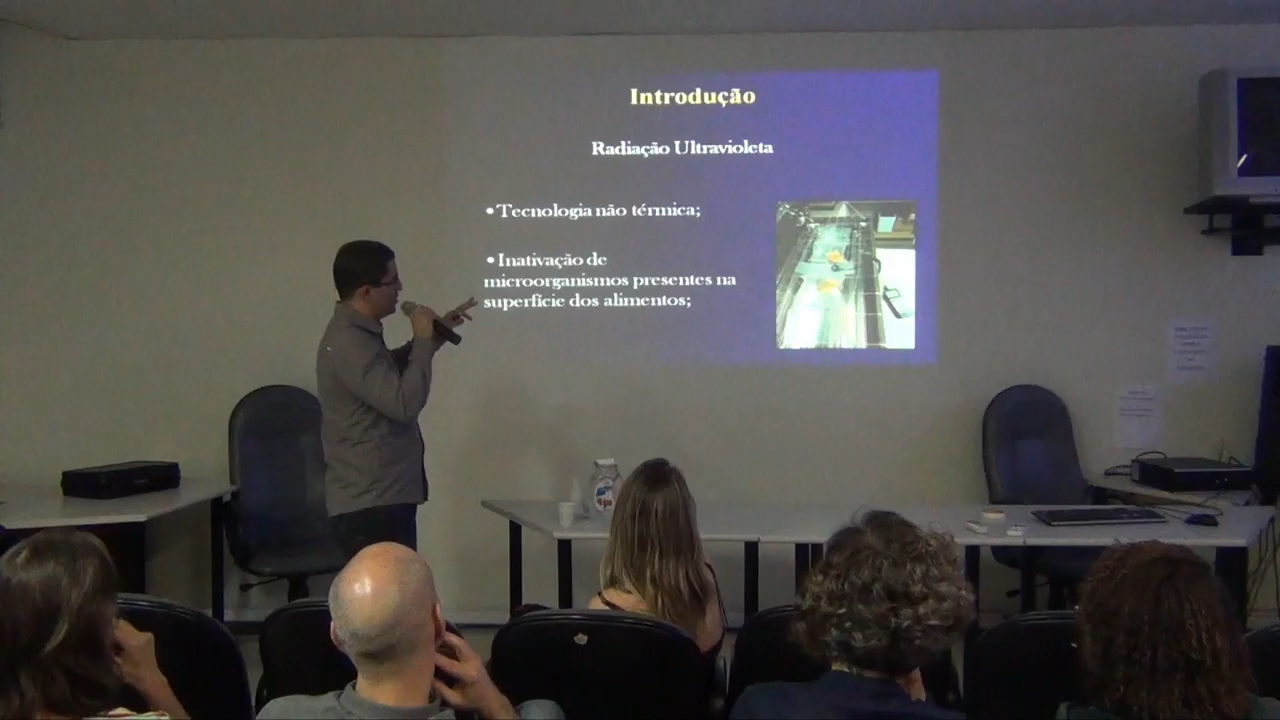 Introdução
Radiação Ultravioleta
• Tecnologia não térmica;
• Inativação de
microorganismos presentes na
superfície dos alimentos;